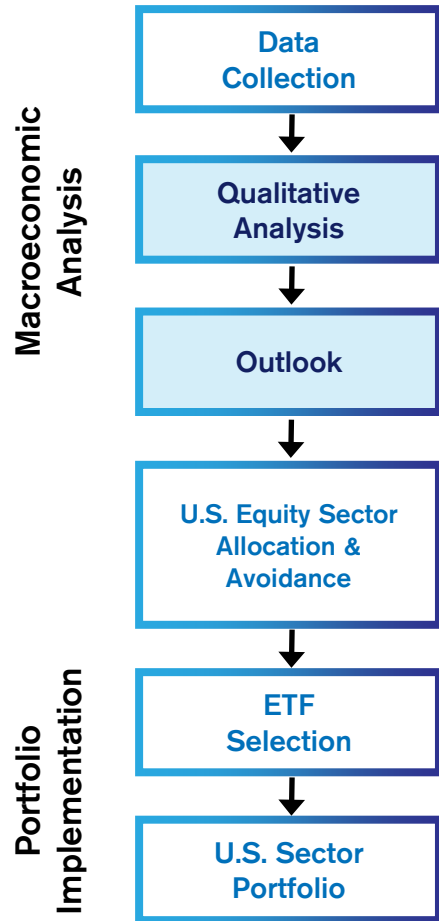 Macroeconomic
Analysis
Data
Collection
Qualitative
Analysis
Outlook
U.S. Equity Sector
Allocation &
Avoidance
Portfolio
Implementation
ETF
Selection
U.S. Sector
Portfolio